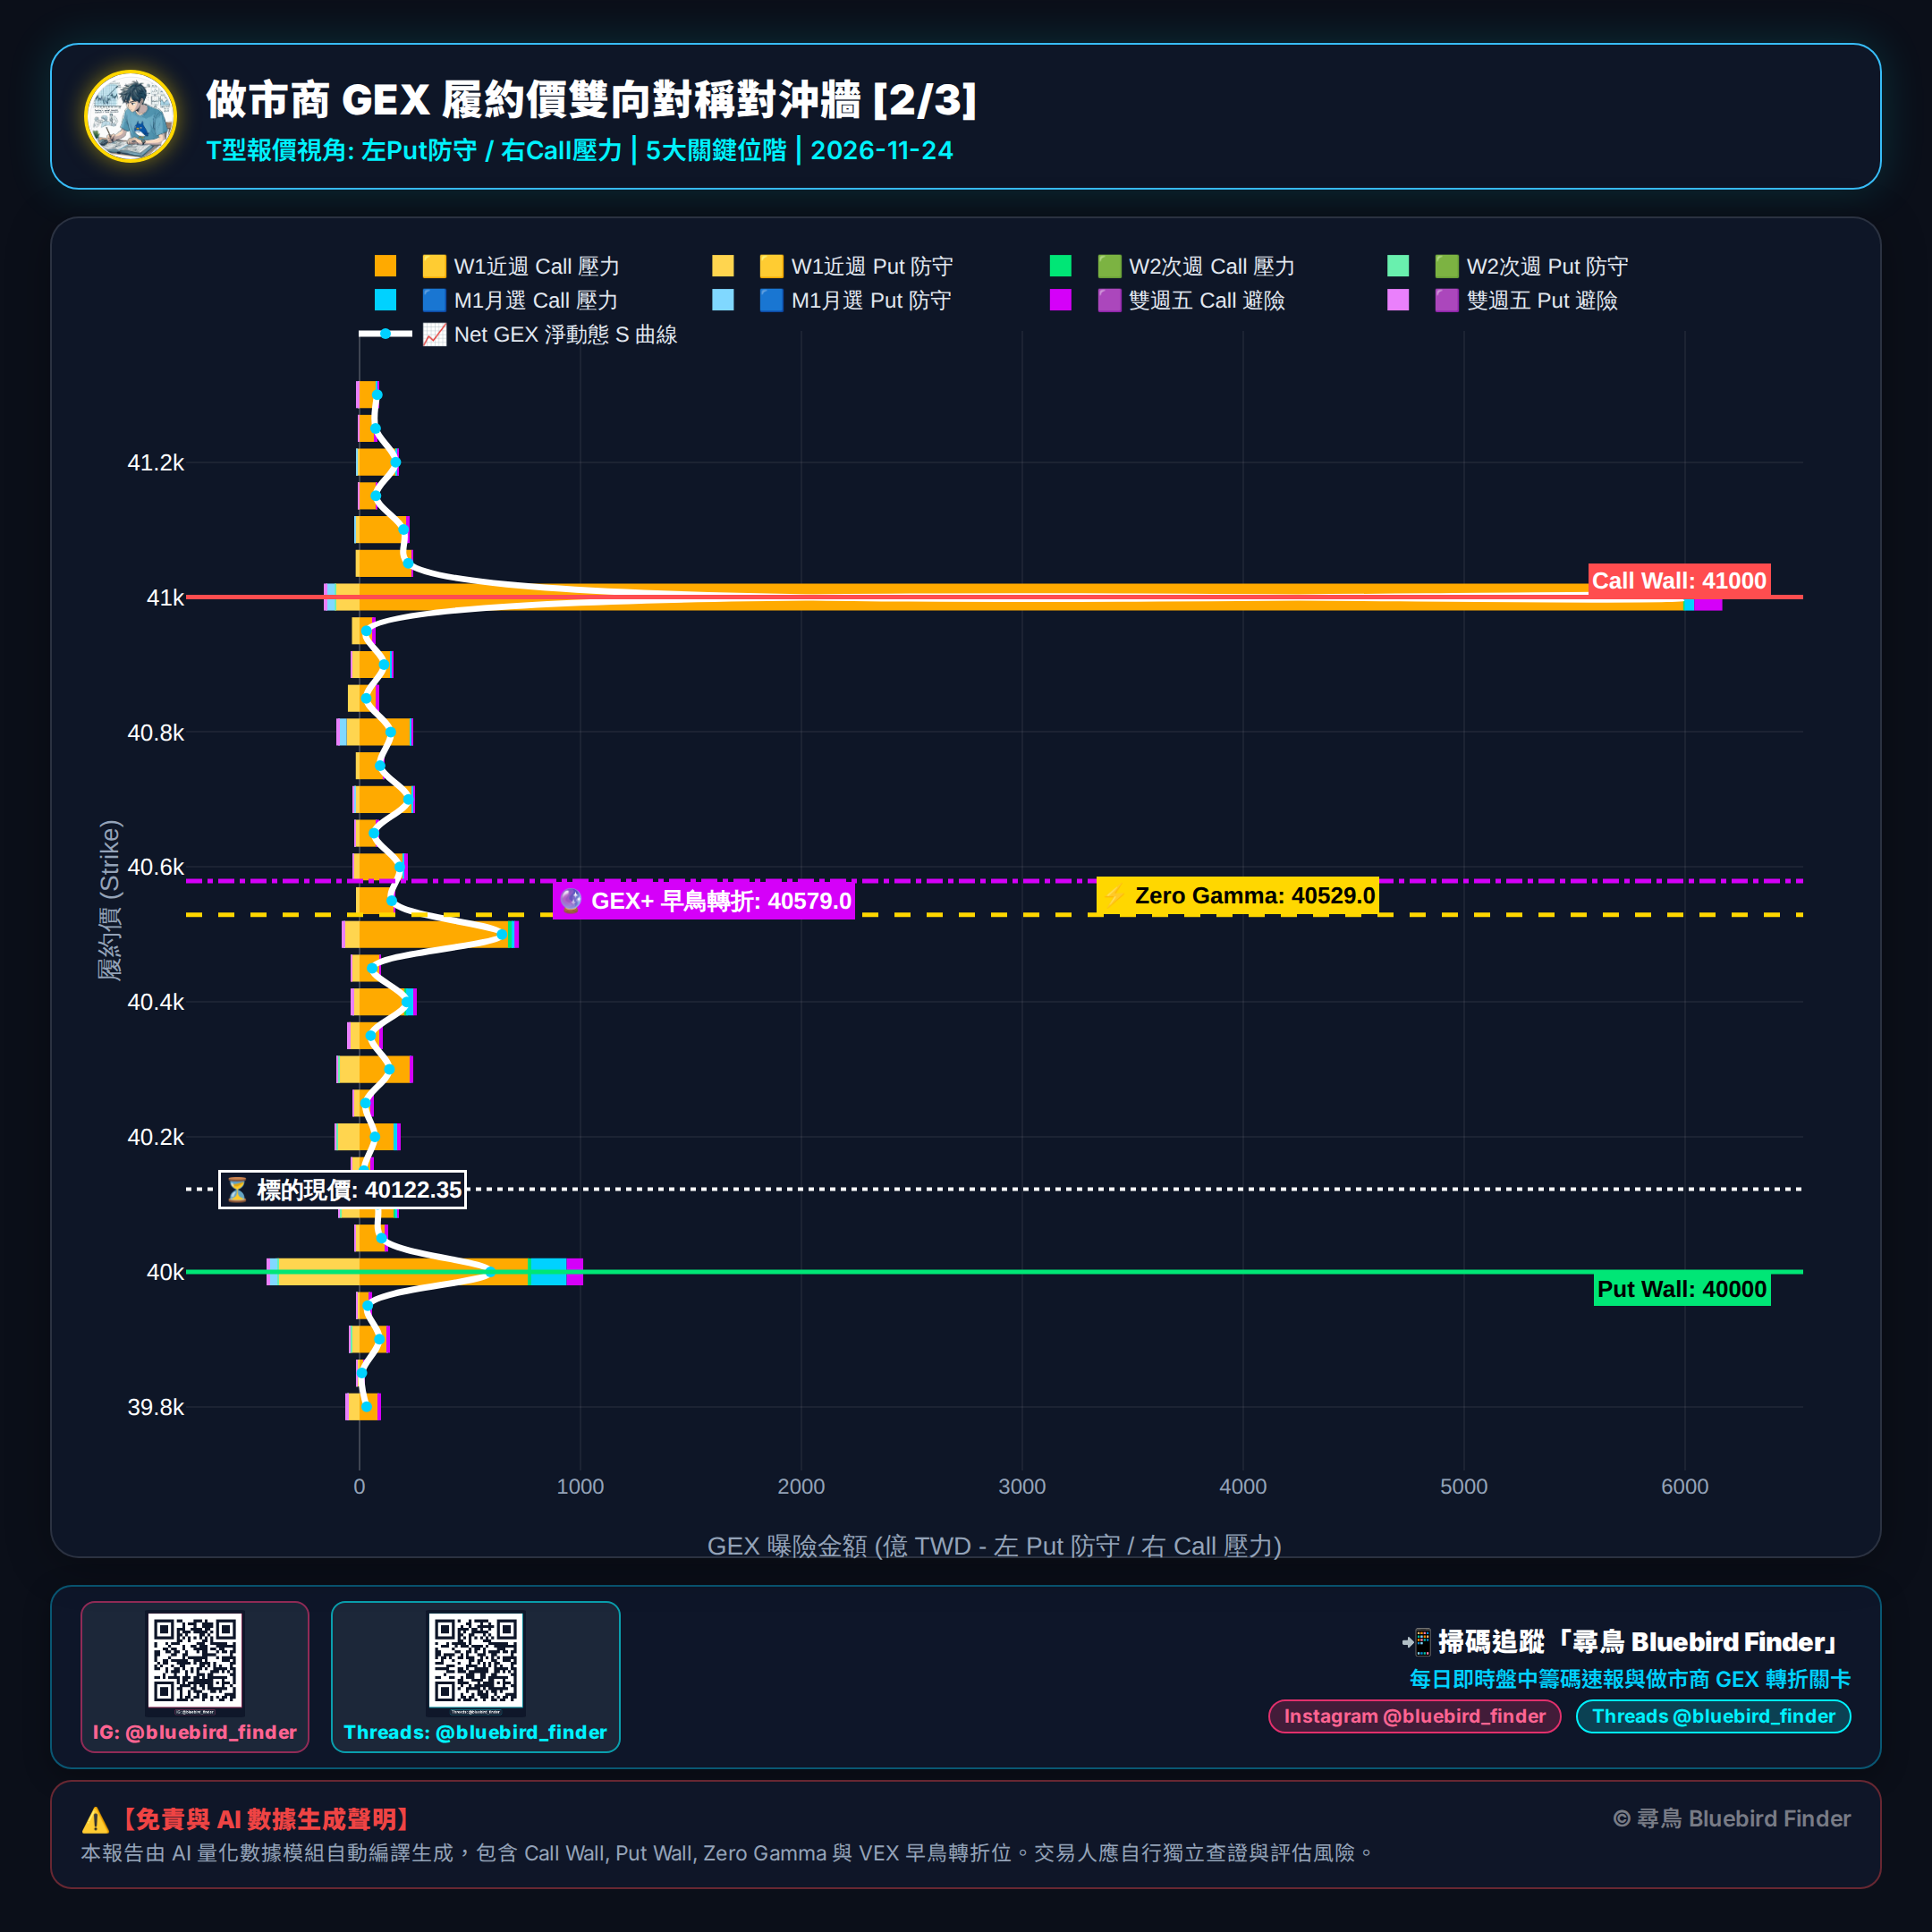 做市商 GEX 履約價雙向對稱對沖牆 [2/3]
T型報價視角: 左Put防守 / 右Call壓力 | 5大關鍵位階 | 2026-11-24
W1近週 Call 壓力
W1近週 Put 防守
W2次週 Call 壓力
W2次週 Put 防守
M1月選 Call 壓力
M1月選 Put 防守
雙週五 Call 避險
雙週五 Put 避險
Net GEX 淨動態 S 曲線
41.2k
Call Wall: 41000
41k
40.8k
40.6k
GEX+ 早鳥轉折: 40579.0
Zero Gamma: 40529.0
履約價 (Strike)
40.4k
40.2k
標的現價: 40122.35
40k
Put Wall: 40000
39.8k
0
1000
2000
3000
4000
5000
6000
GEX 曝險金額 (億 TWD - 左 Put 防守 / 右 Call 壓力)
IG: @bluebird_finder
Threads: @bluebird_finder
掃碼追蹤「尋鳥 Bluebird Finder」
每日即時盤中籌碼速報與做市商 GEX 轉折關卡
Instagram @bluebird_finder
Threads @bluebird_finder
【免責與 AI 數據生成聲明】
© 尋鳥 Bluebird Finder
本報告由 AI 量化數據模組自動編譯生成，包含 Call Wall, Put Wall, Zero Gamma 與 VEX 早鳥轉折位。交易人應自行獨立查證與評估風險。